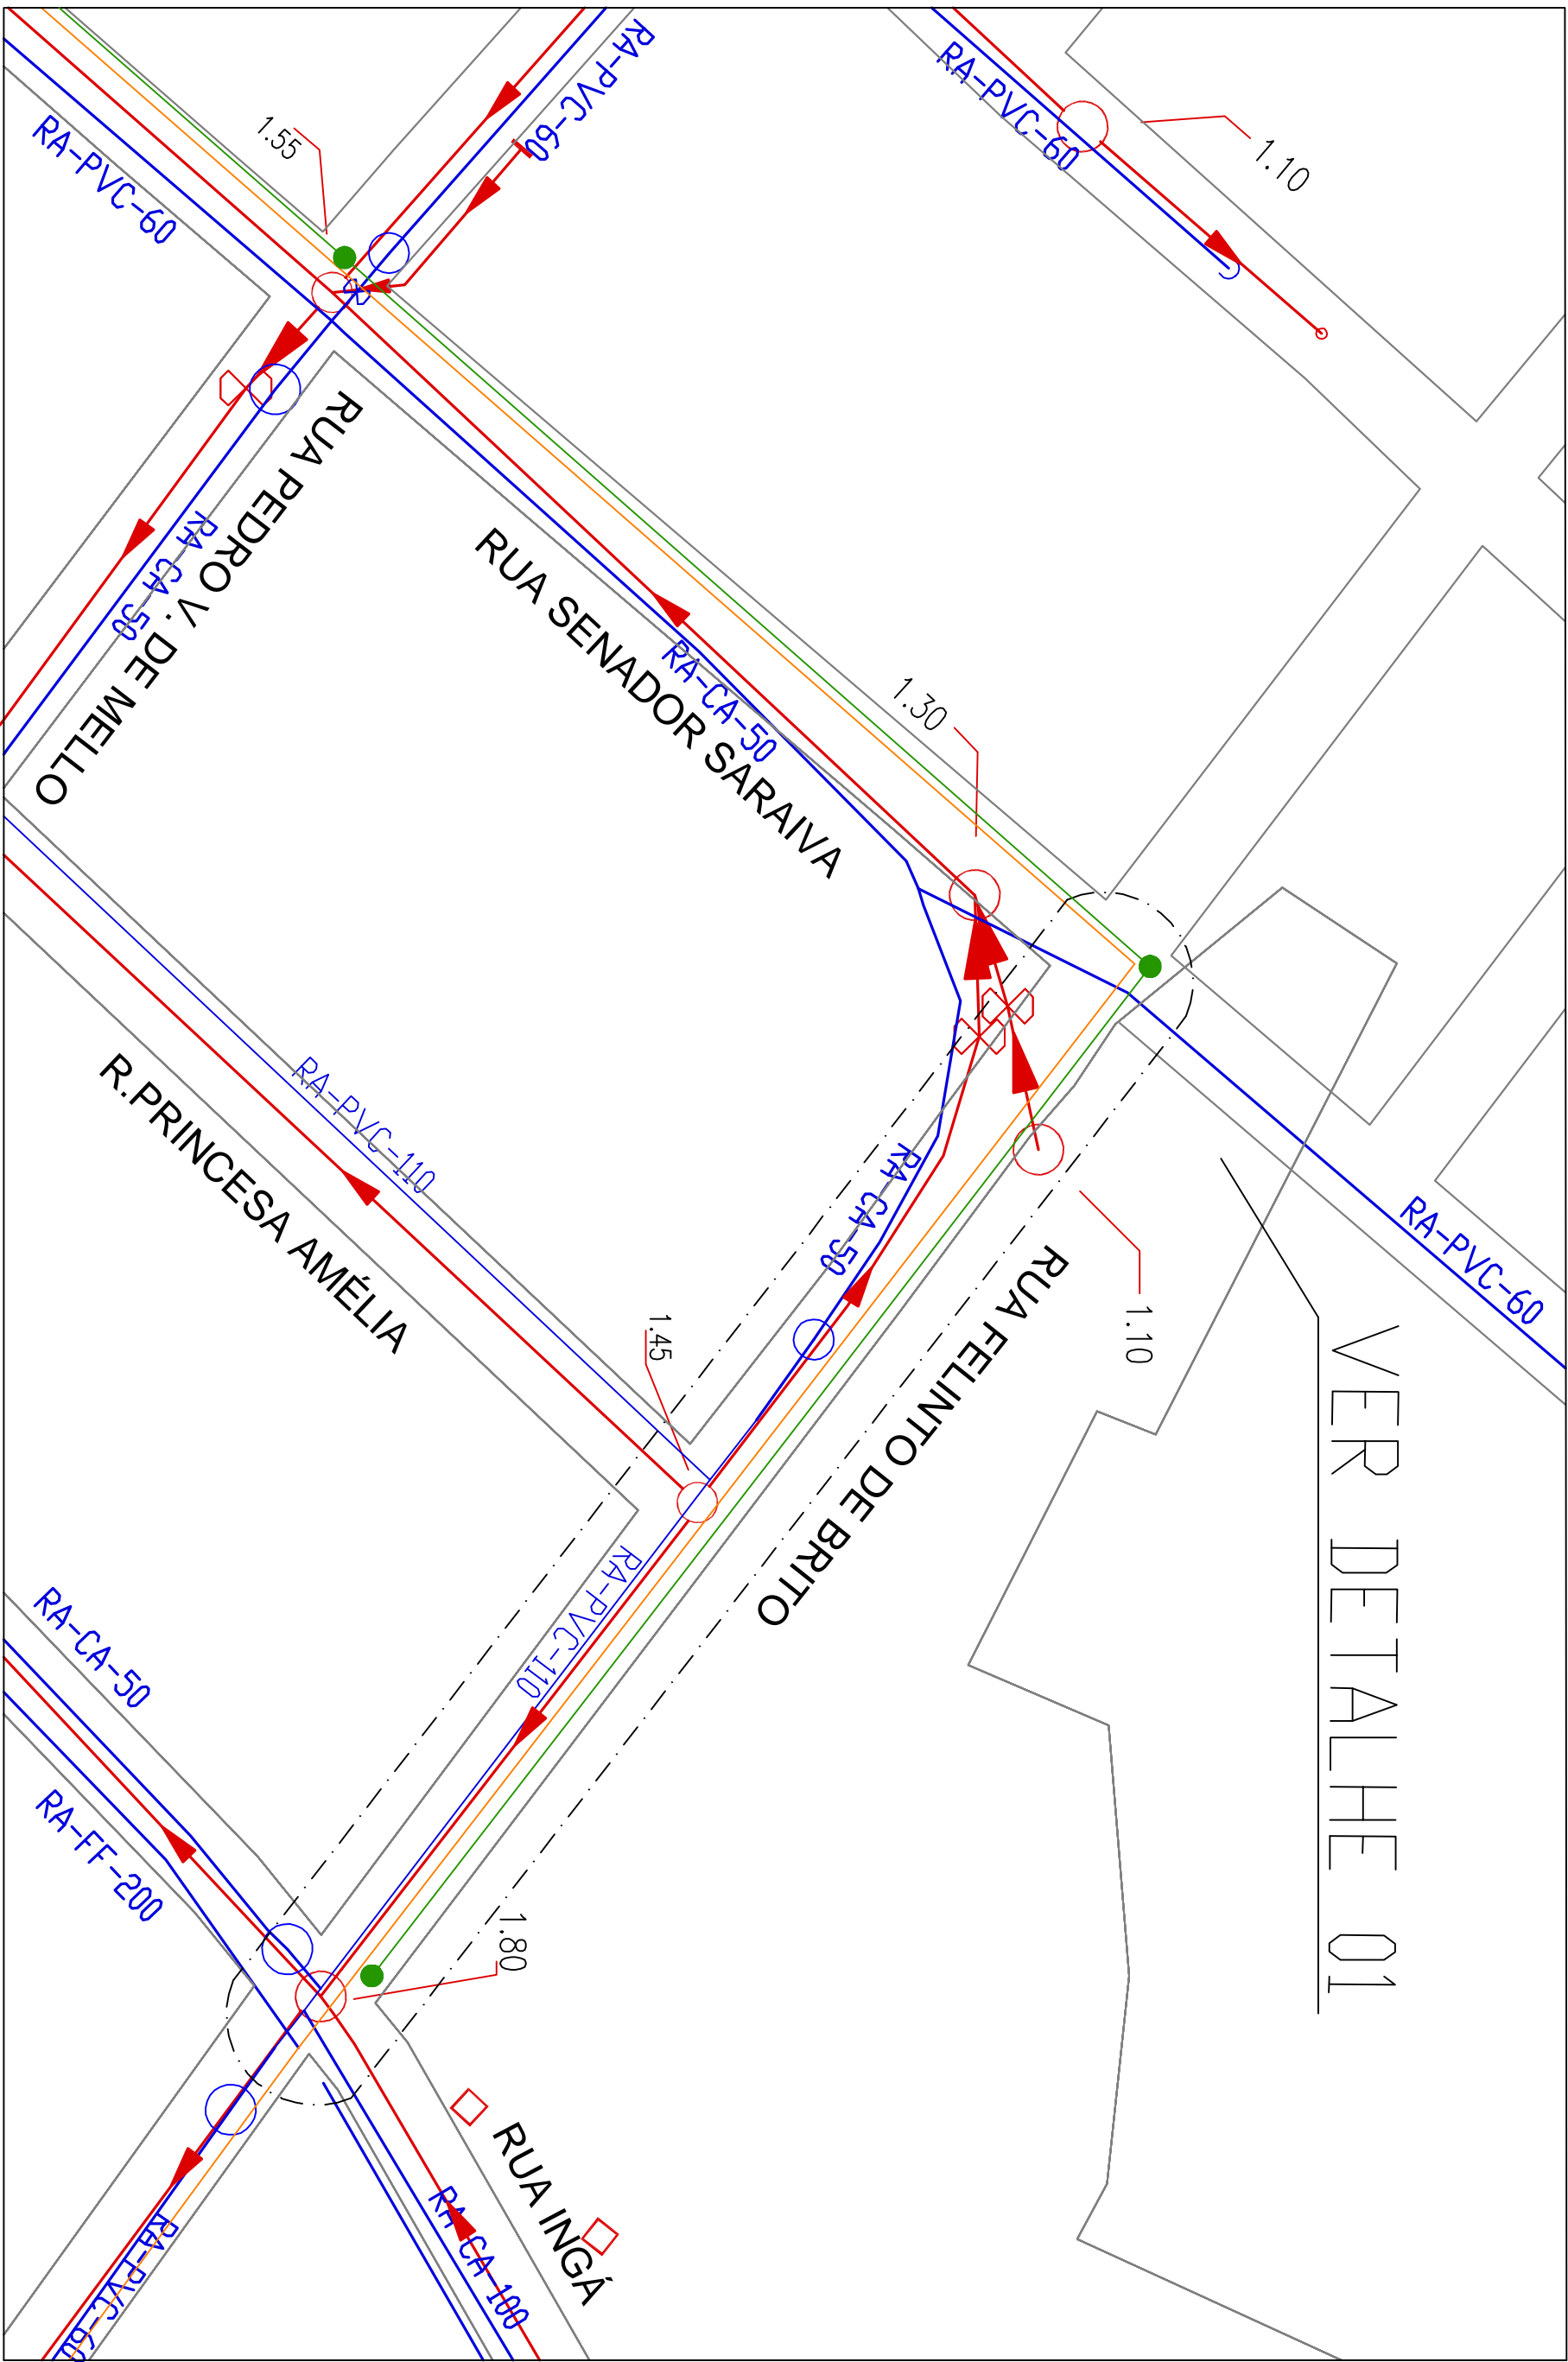 RA-PVC-60
RA-PVC-60
1.55
RA-PVC-60
1.10
RUA PEDRO V. DE MELLO
RA-CA-50
RUA SENADOR SARAIVA
RA-CA-50
1.30
R.PRINCESA AMÉLIA
RA-PVC-110
RA-CA-50
RUA FELINTO DE BRITO
1.10
RA-PVC-60
VER DETALHE 01
1.45
RA-PVC-110
RA-CA-50
RA-FF-200
1.80
RUA INGÁ
RA-CA-100
RA-PVC-60